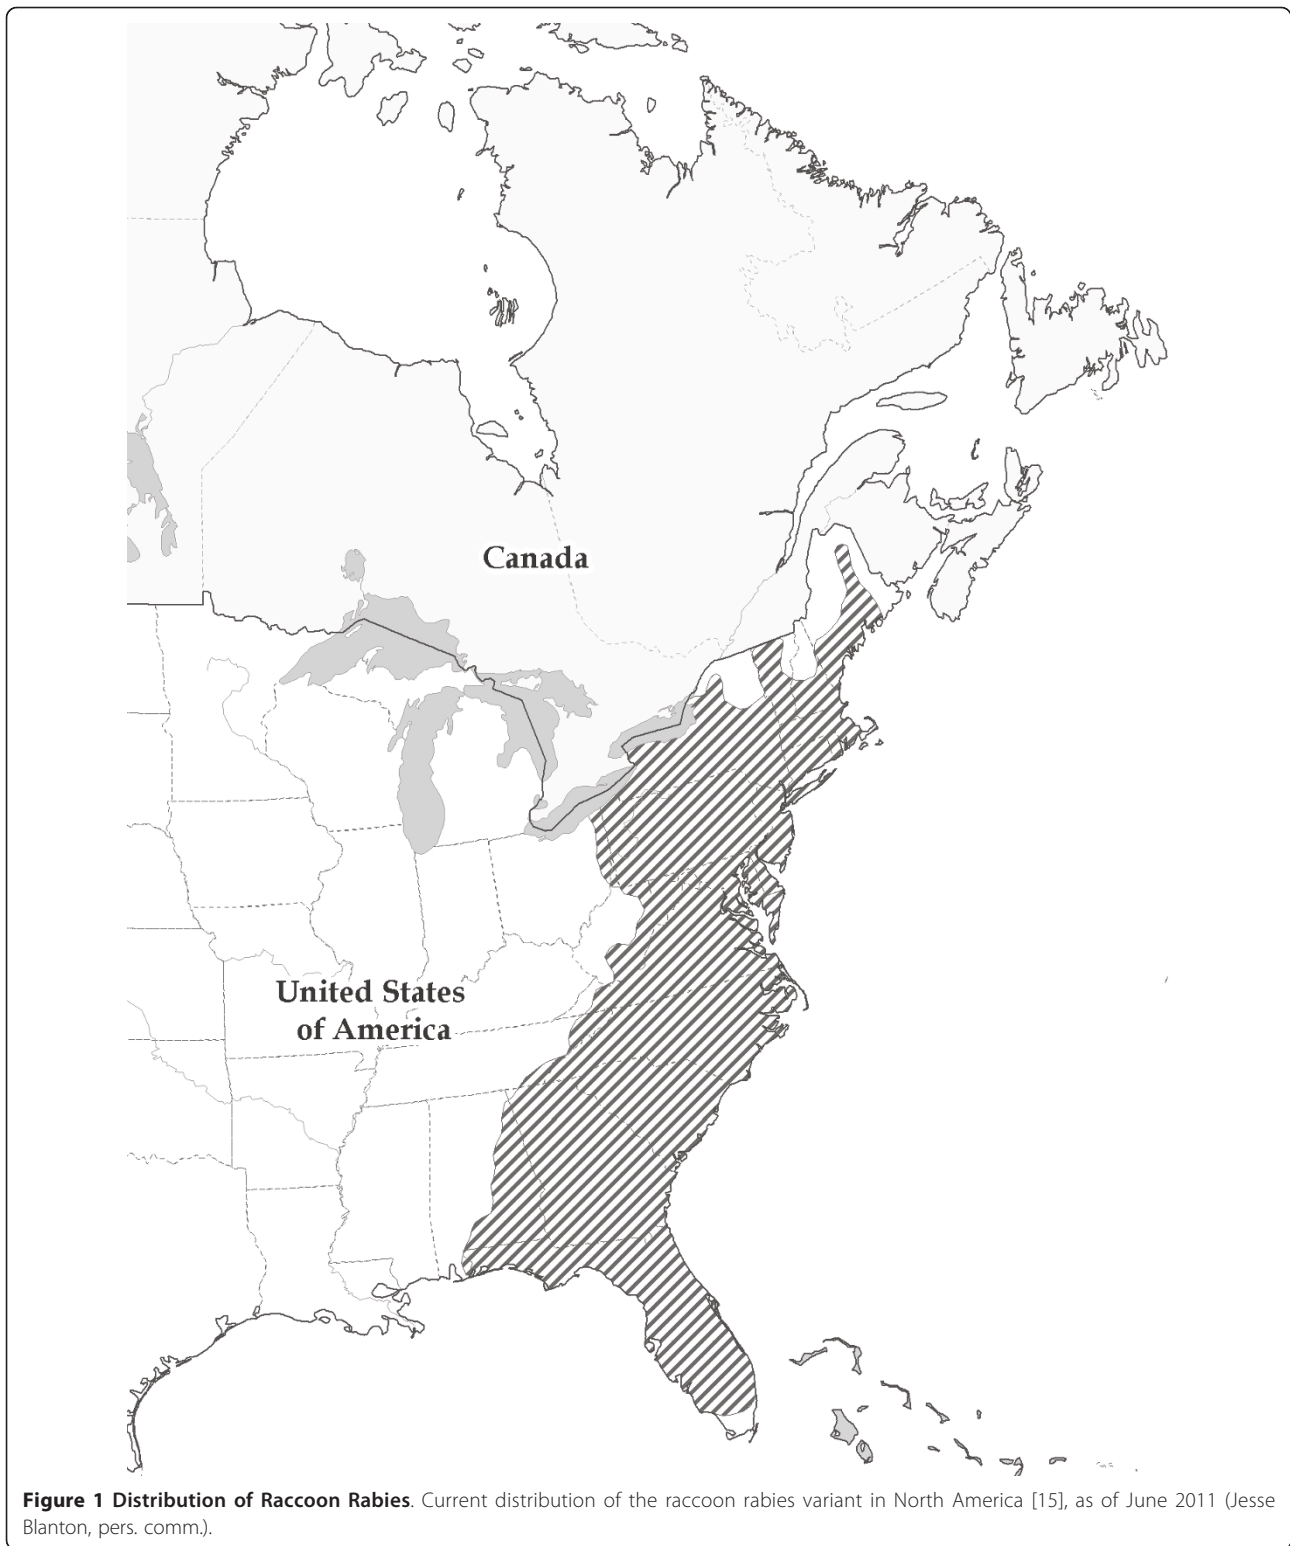 Canada
United States
of America
Figure 1 Distribution of Raccoon Rabies. Current distribution of the raccoon rabies variant in North America [15], as of June 2011 (Jesse
Blanton, pers. comm.).